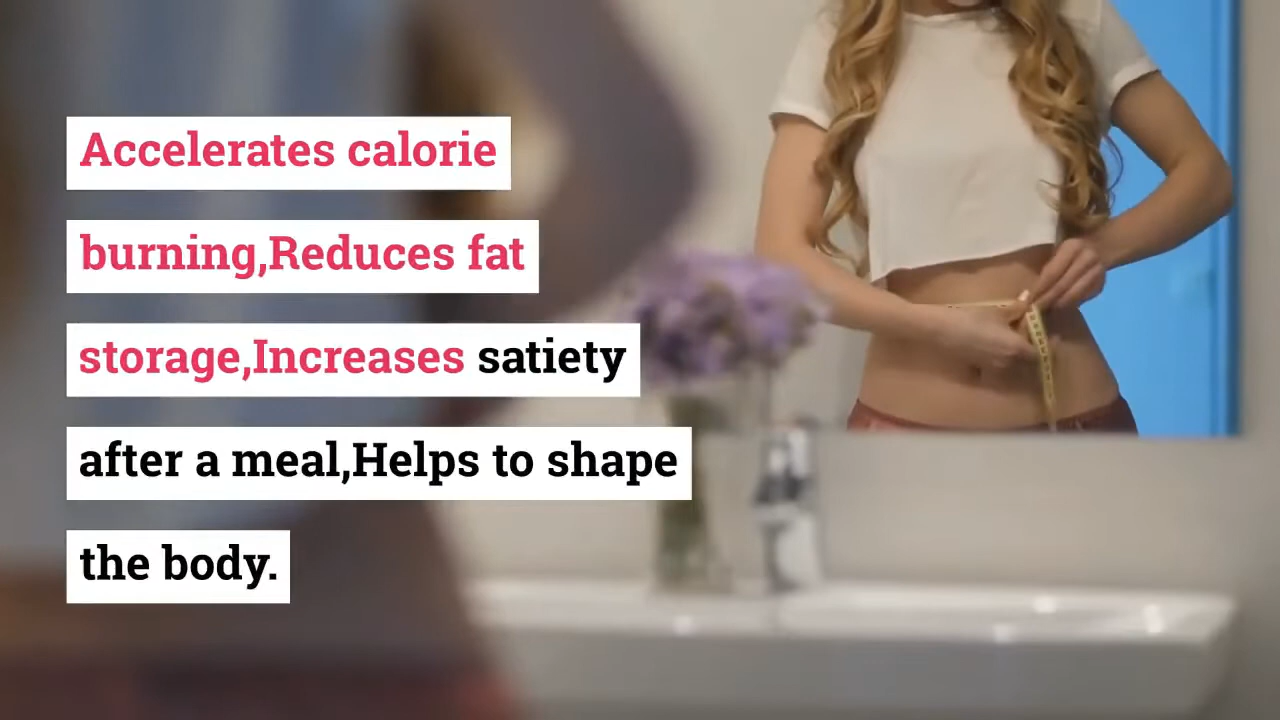 Accelerates calorie
burning,Reduces fat
storage,Increases satiety
after a meal,Helps to shape
the body.